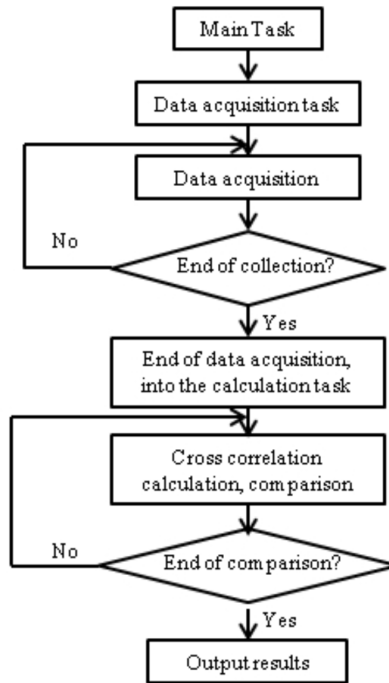 Main Task
Data acquisition task
Data acquisition
No
End of collection?
Yes
End of data acquisition,
into the calculation task
Cross correlation
calculation, comparison
No
End of comparison?
Yes
Output results